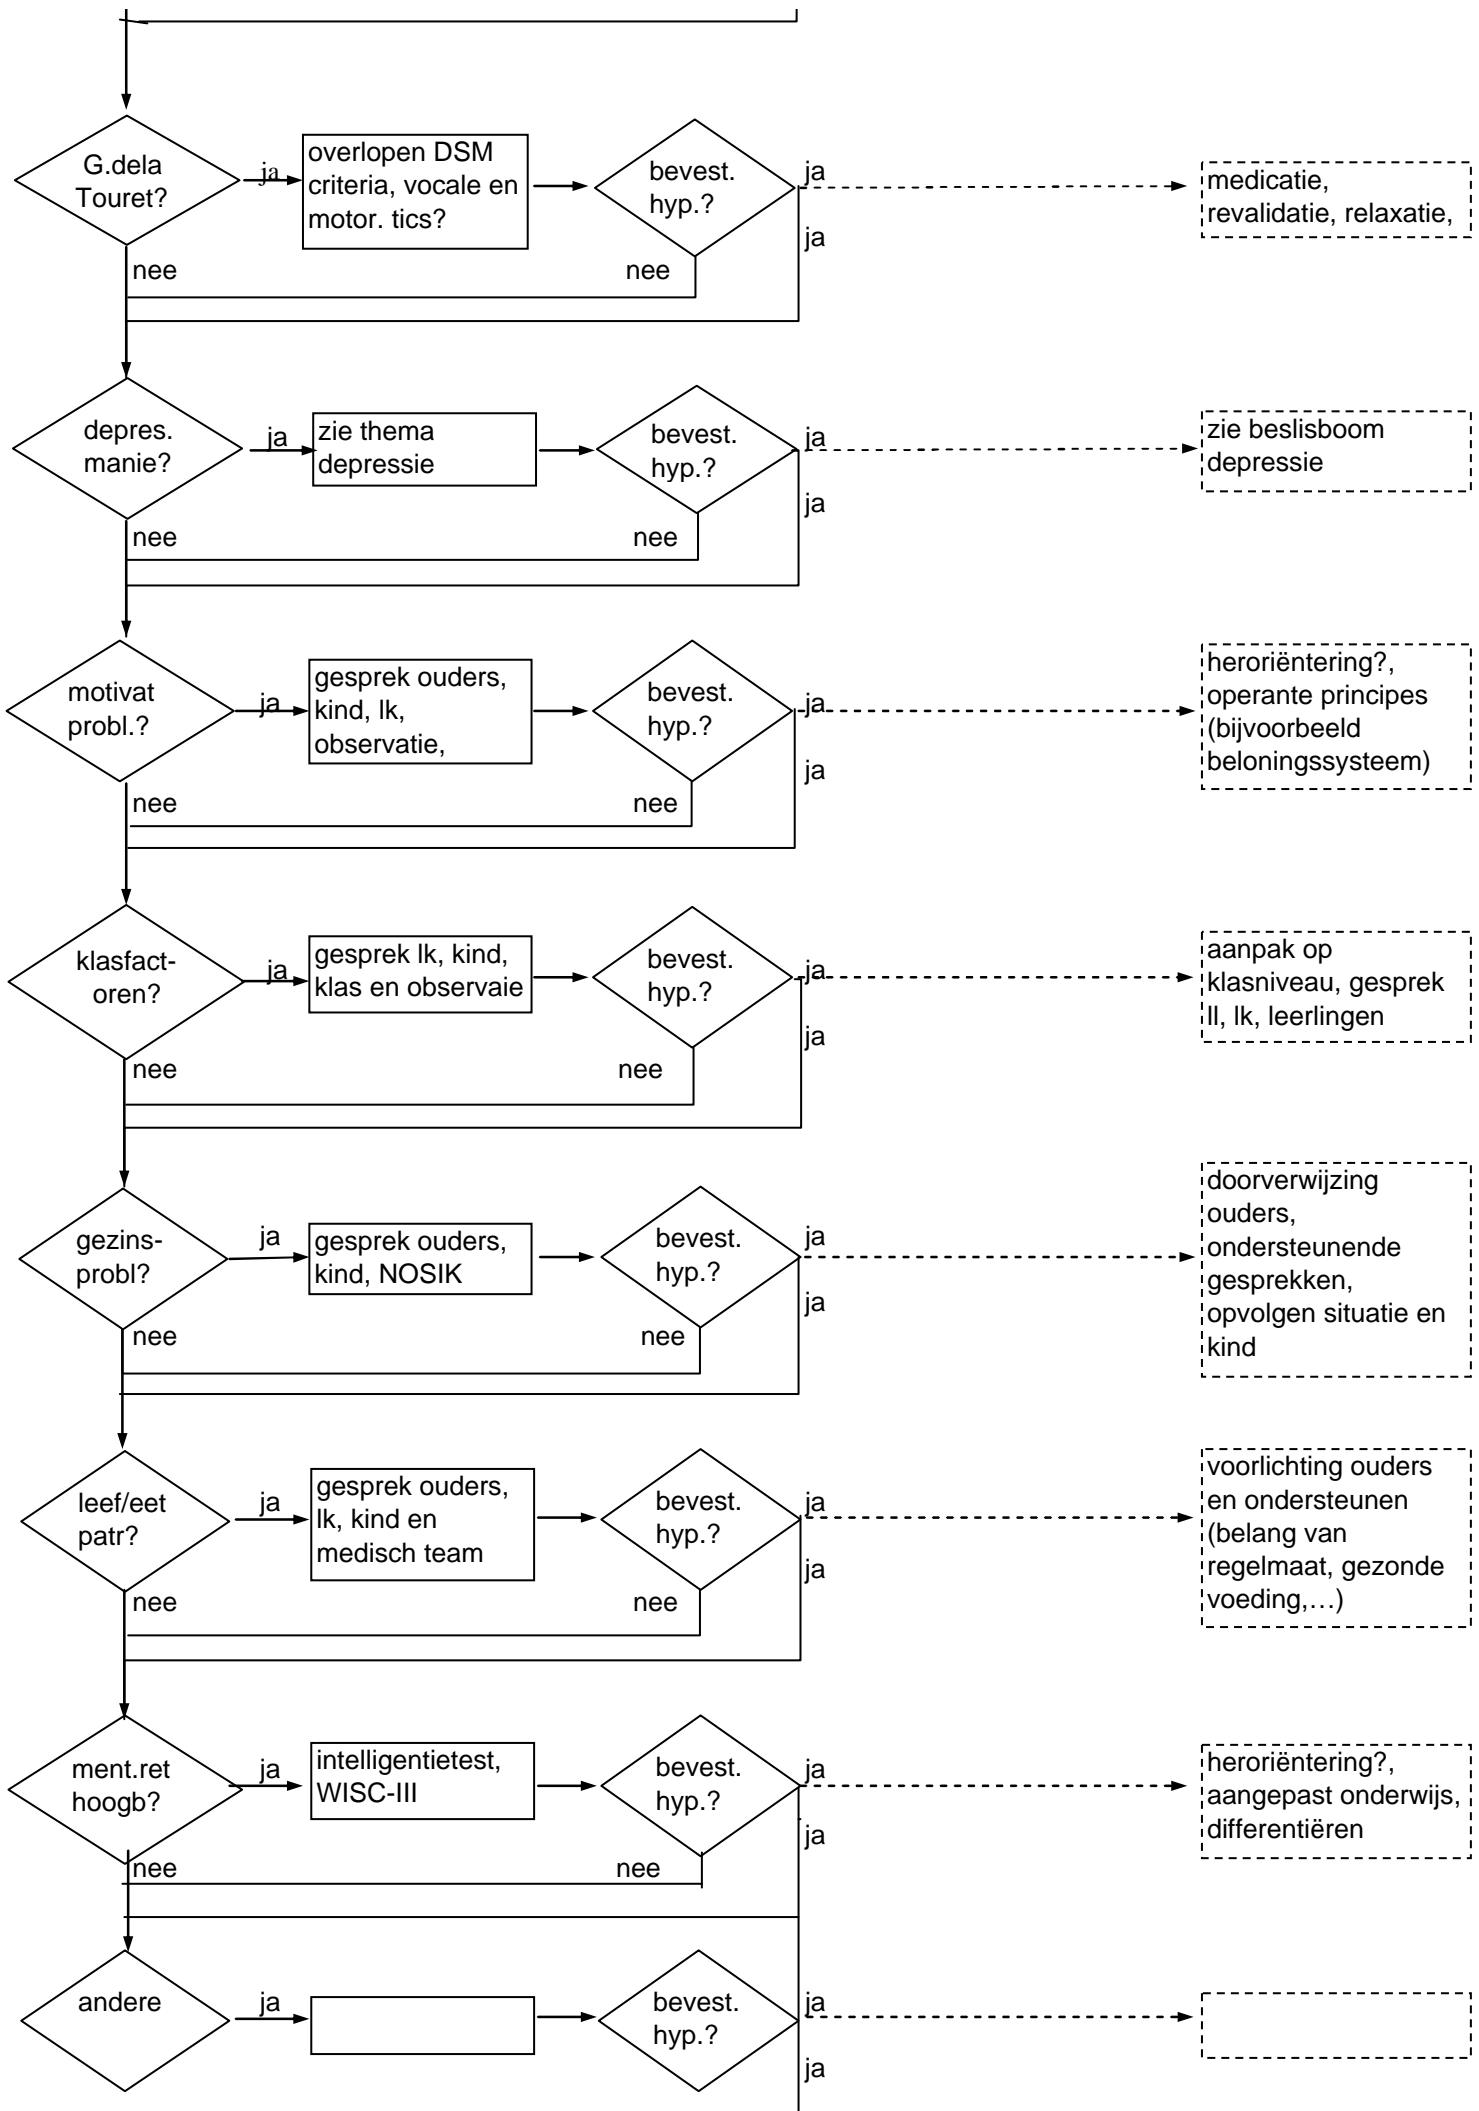 G.dela
Touret?
ja
overlopen DSM
criteria, vocale en
motor. tics?
bevest.
hyp.?
ja
ja
medicatie,
revalidatie, relaxatie,
nee
nee
depres.
manie?
ja
zie thema
depressie
bevest.
hyp.?
ja
ja
zie beslisboom
depressie
nee
nee
motivat
probl.?
ja
gesprek ouders,
kind, lk,
observatie,
bevest.
hyp.?
ja
ja
heroriëntering?,
operante principes
(bijvoorbeeld
beloningssysteem)
nee
nee
klasfact-
oren?
ja
gesprek lk, kind,
klas en observaie
bevest.
hyp.?
ja
ja
aanpak op
klasniveau, gesprek
ll, lk, leerlingen
nee
nee
gezins-
probl?
ja
gesprek ouders,
kind, NOSIK
bevest.
hyp.?
ja
ja
doorverwijzing
ouders,
ondersteunende
gesprekken,
opvolgen situatie en
kind
nee
nee
leef/eet
patr?
ja
gesprek ouders,
lk, kind en
medisch team
bevest.
hyp.?
ja
ja
voorlichting ouders
en ondersteunen
(belang van
regelmaat, gezonde
voeding,…)
nee
nee
ment.ret
hoogb?
ja
intelligentietest,
WISC-III
bevest.
hyp.?
ja
ja
heroriëntering?,
aangepast onderwijs,
differentiëren
nee
nee
andere
ja
bevest.
hyp.?
ja
ja